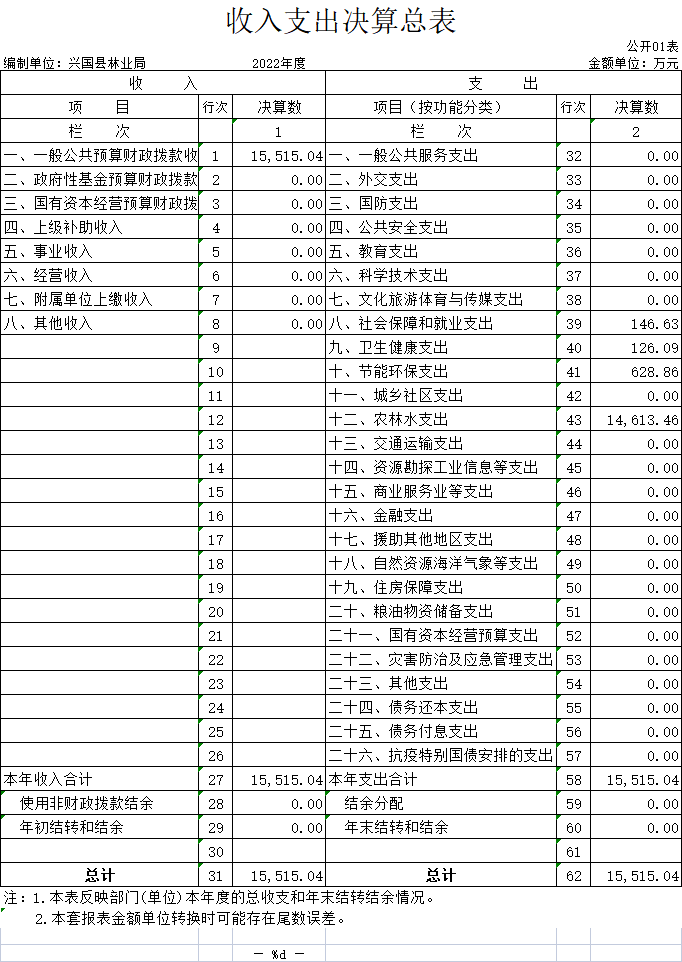 收入支出决算总表
公开01表
编制单位：兴国县林业局 2022年度 金额单位：万元
收 入 支 出
项 目 行次 决算数 项目（按功能分类） 行次 决算数
栏 次 1 栏 次 2
一、一般公共预算财政拨款收 1 15,515.04 一、一般公共服务支出 32 0.00
二、政府性基金预算财政拨款 2 0.00 二、外交支出 33 0.00
三、国有资本经营预算财政拨 3 0.00 三、国防支出 34 0.00
四、上级补助收入 4 0.00 四、公共安全支出 35 0.00
五、事业收入 5 0.00 五、教育支出 36 0.00
六、经营收入 6 0.00 六、科学技术支出 37 0.00
七、附属单位上缴收入 7 0.00 七、文化旅游体育与传媒支出 38 0.00
八、其他收入 8 0.00 八、社会保障和就业支出 39 146.63
9 九、卫生健康支出 40 126.09
10 十、节能环保支出 41 628.86
11 十一、城乡社区支出 42 0.00
12 十二、农林水支出 43 14,613.46
13 十三、交通运输支出 44 0.00
14 十四、资源勘探工业信息等支出 45 0.00
15 十五、商业服务业等支出 46 0.00
16 十六、金融支出 47 0.00
17 十七、援助其他地区支出 48 0.00
18 十八、自然资源海洋气象等支出 49 0.00
19 十九、住房保障支出 50 0.00
20 二十、粮油物资储备支出 51 0.00
21 二十一、国有资本经营预算支出 52 0.00
22 二十二、灾害防治及应急管理支出 53 0.00
23 二十三、其他支出 54 0.00
24 二十四、债务还本支出 55 0.00
25 二十五、债务付息支出 56 0.00
26 二十六、抗疫特别国债安排的支出 57 0.00
本年收入合计 27 15,515.04 本年支出合计 58 15,515.04
使用非财政拨款结余 28 0.00 结余分配 59 0.00
年初结转和结余 29 0.00 年末结转和结余 60 0.00
30 61
总计 31 15,515.04 总计 62 15,515.04
注：1.本表反映部门(单位)本年度的总收支和年末结转结余情况。
2.本套报表金额单位转换时可能存在尾数误差。
— %d —